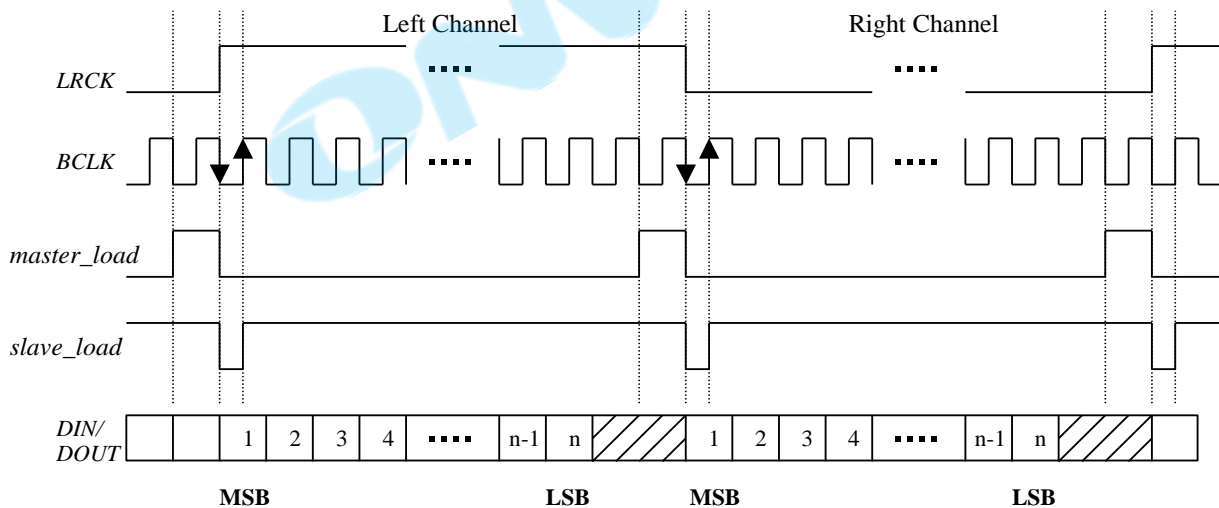 Left Channel Right Channel
LRCK
BCLK
master_load
slave_load
DIN/
DOUT
1 2 3 4 n-1 n 1 2 3 4 n-1 n
MSB LSB MSB LSB